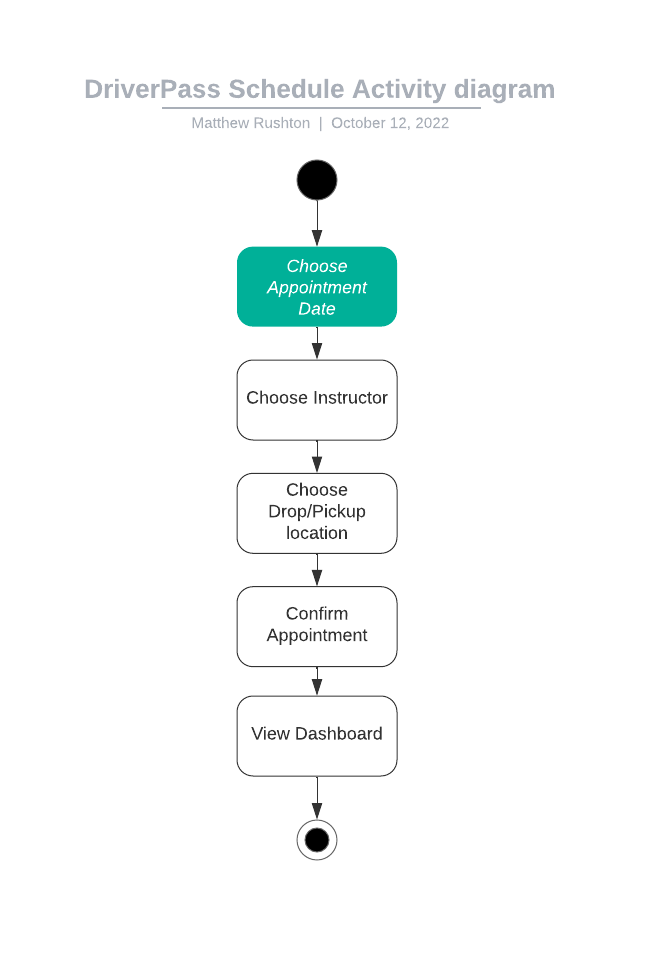 DriverPass Schedule Activity diagram
Matthew Rushton | October 12, 2022
Choose
Appointment
Date
Choose Instructor
Choose
Drop/Pickup
location
Confirm
Appointment
View Dashboard